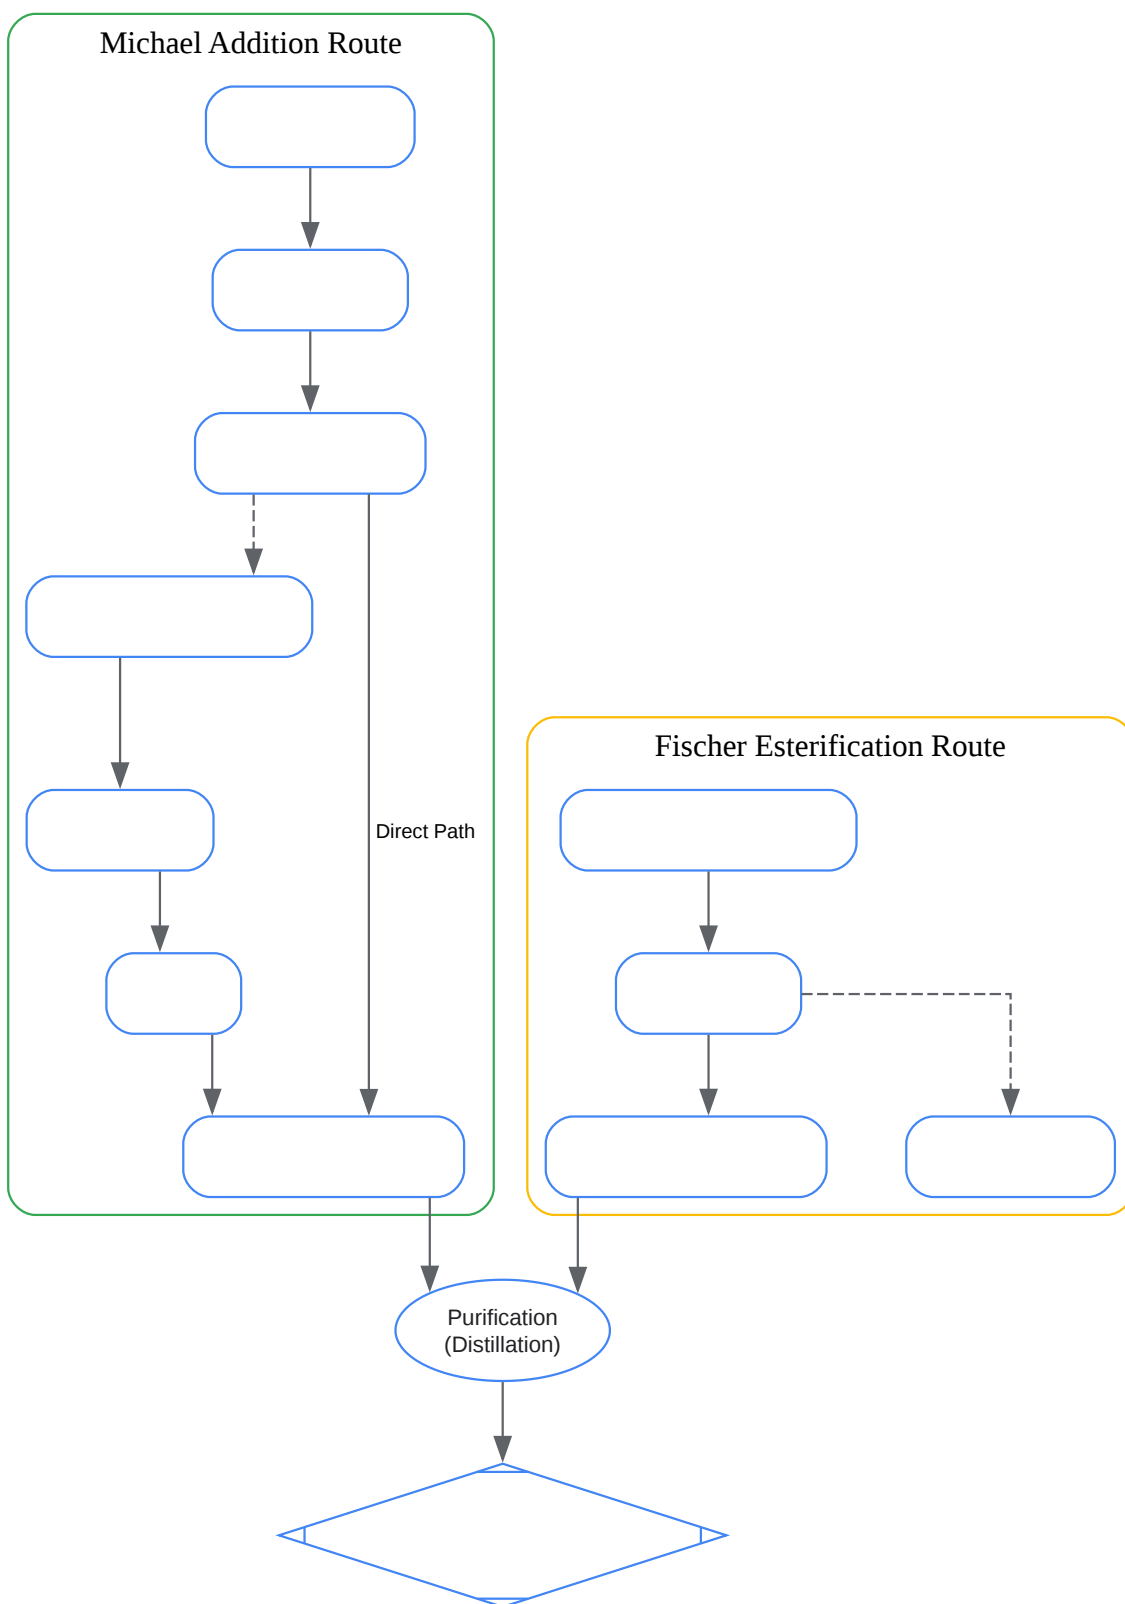 Michael Addition Route
Fischer Esterification Route
Direct Path
Purification
(Distillation)